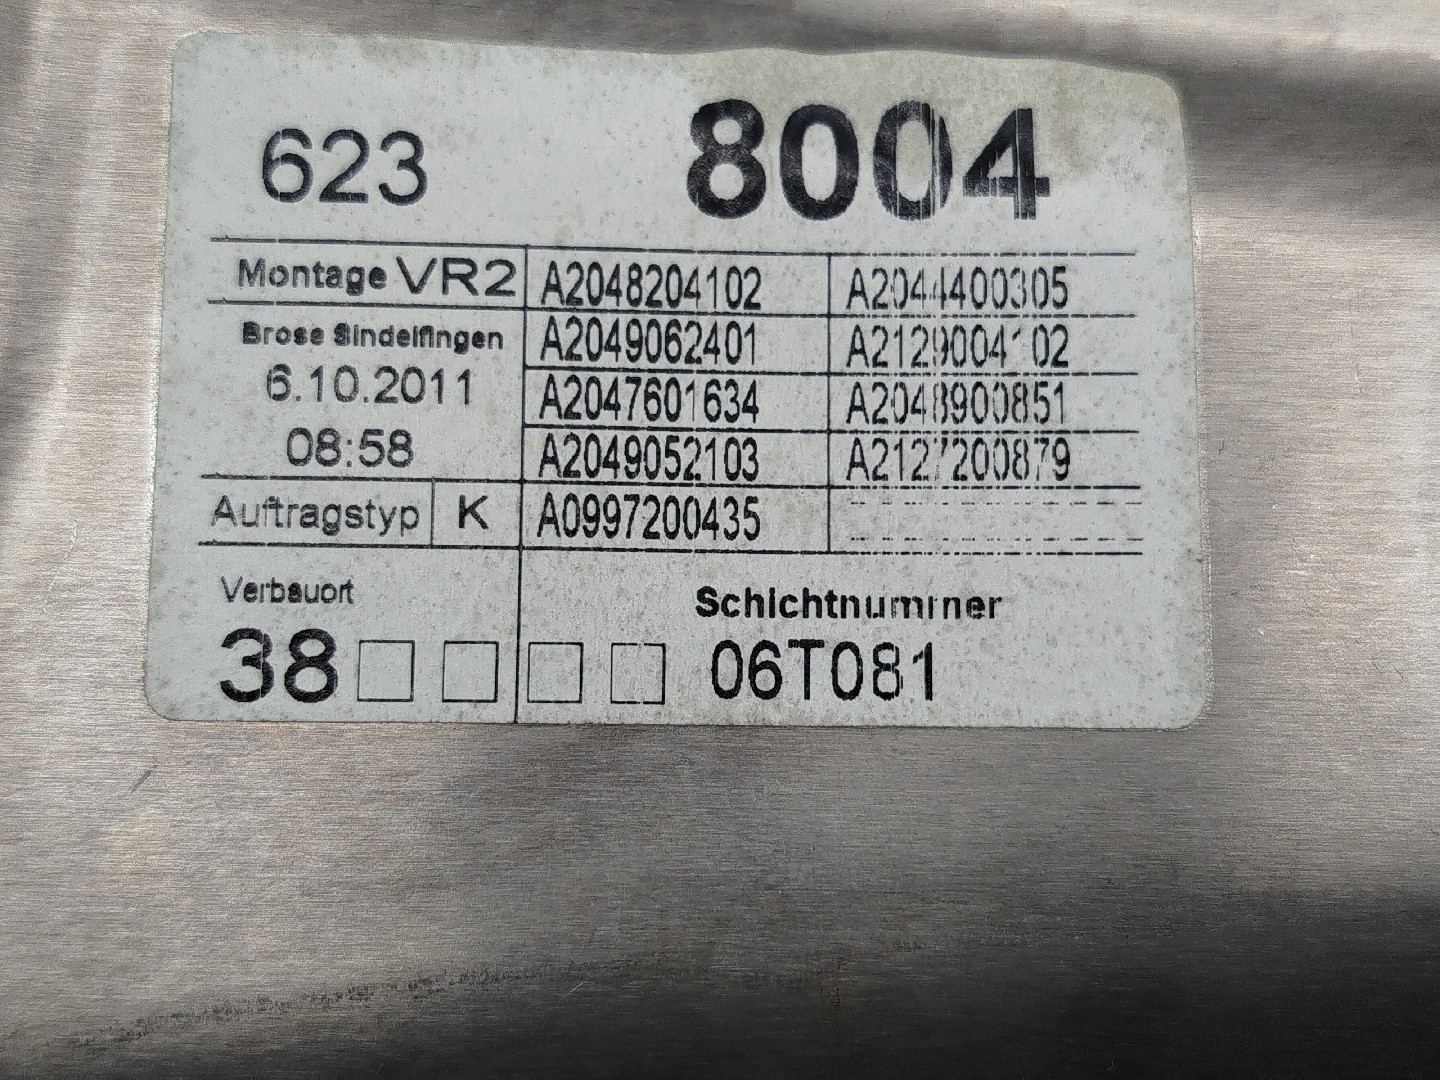 623 8004
Montage VR2 A2048204102 A2044400305
Brose Sindelfingen A2049062401 A2129004102
6.10.2011 A2047601634 A2048900851
08:58 A2049052103 A2127200879
Auftragstyp K A0997200435
Verbauort Schichtnummer
38 06T081